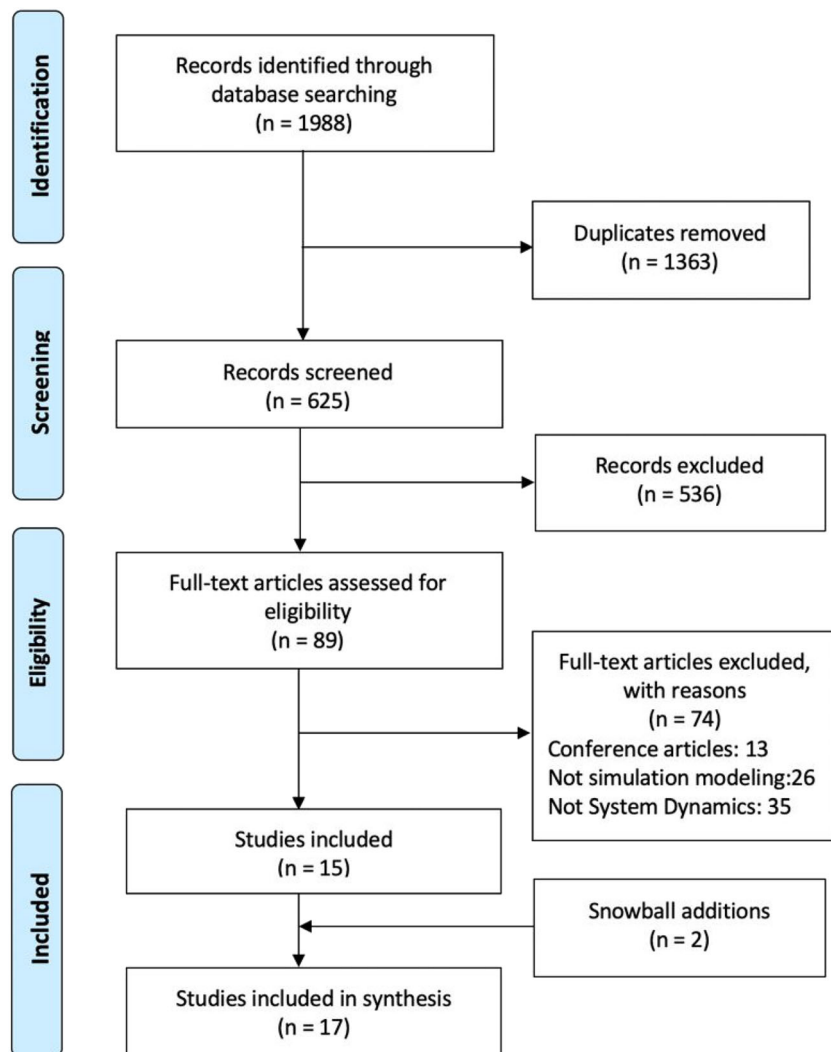 Identification
Records identified through
database searching
(n = 1988)
Duplicates removed
(n = 1363)
Screening
Records screened
(n = 625)
Records excluded
(n = 536)
Eligibility
Full-text articles assessed for
eligibility
(n = 89)
Full-text articles excluded,
with reasons
(n = 74)
Conference articles: 13
Not simulation modeling:26
Not System Dynamics: 35
Included
Studies included
(n = 15)
Snowball additions
(n = 2)
Studies included in synthesis
(n = 17)